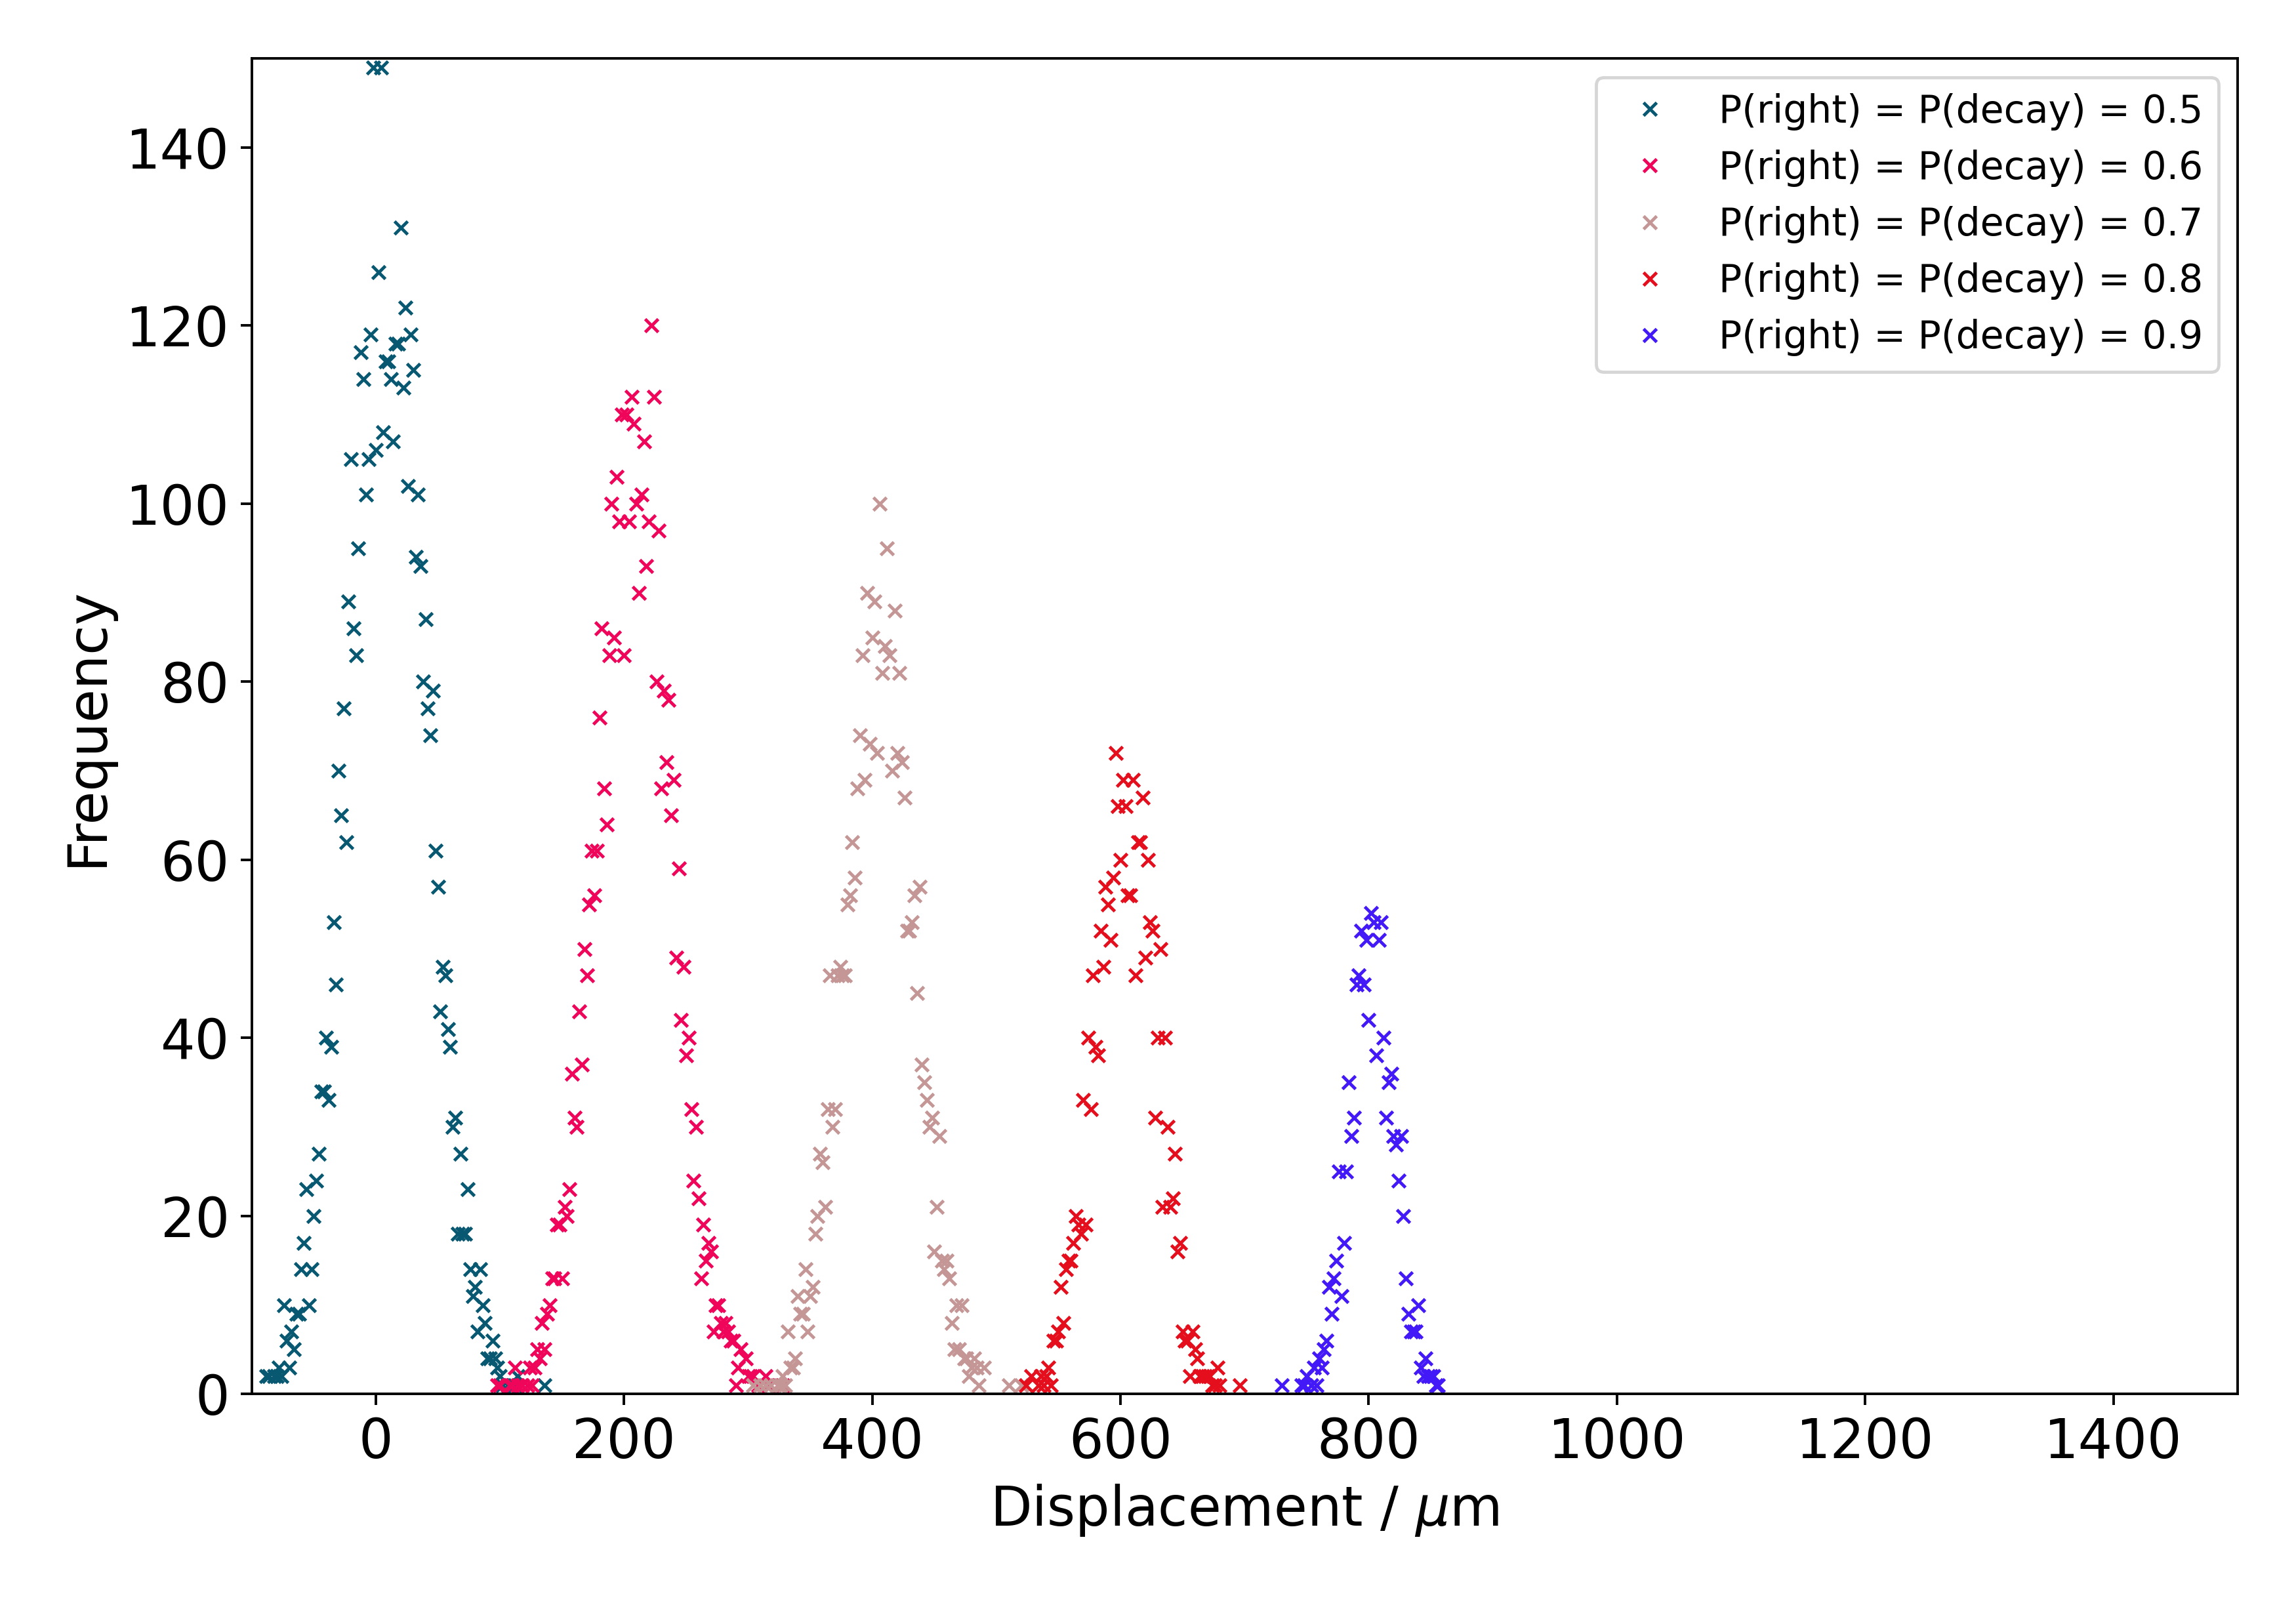 140
120
100
80
60
40
20
0
Frequency
0 200 400 600 800 1000 1200 1400
Displacement / μm
P(right) = P(decay) = 0.5
P(right) = P(decay) = 0.6
P(right) = P(decay) = 0.7
P(right) = P(decay) = 0.8
P(right) = P(decay) = 0.9